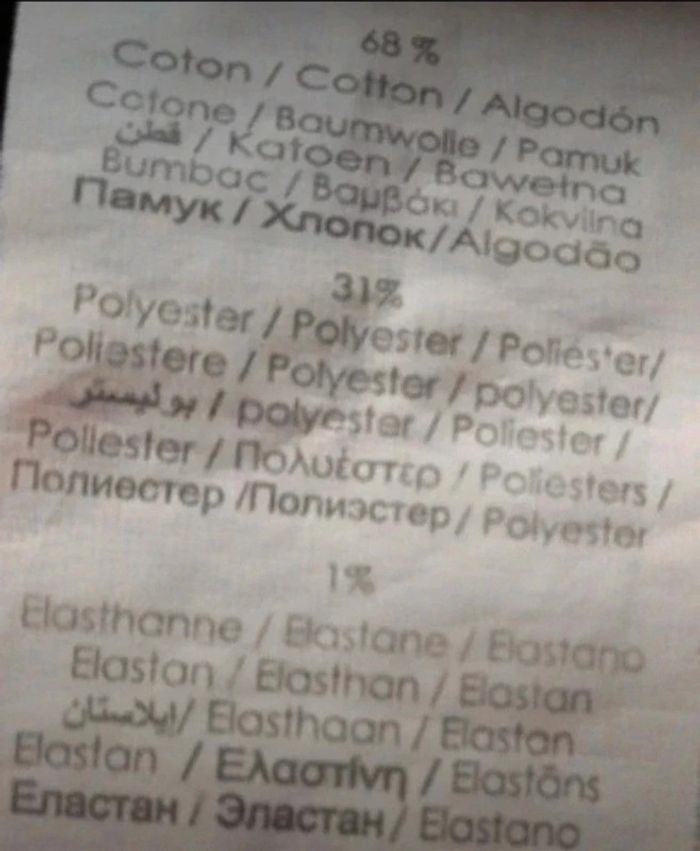 68%
Coton / Cotton / Algodón
Cotone / Baumwolle / Pamuk
قطن / Katoen / Bawełna
Bumbac / Βαμβάκι / Kokvilna
Памук / Хлопок/Algodão
31%
Polyester / Polyester / Poliéster/
Poliestere / Polyester / polyester/
بوليستر / polyester / Poliester /
Poliester / Πολυέστερ / Poliesters /
Полиестер /Полиэстер/ Polyester
1%
Elasthanne / Elastane / Elastano
Elastan / Elasthan / Elastan
ايلاستان/ Elasthaan / Elastan
Elastan / Ελαστίνη / Elastāns
Еластан / Эластан/ Elastano